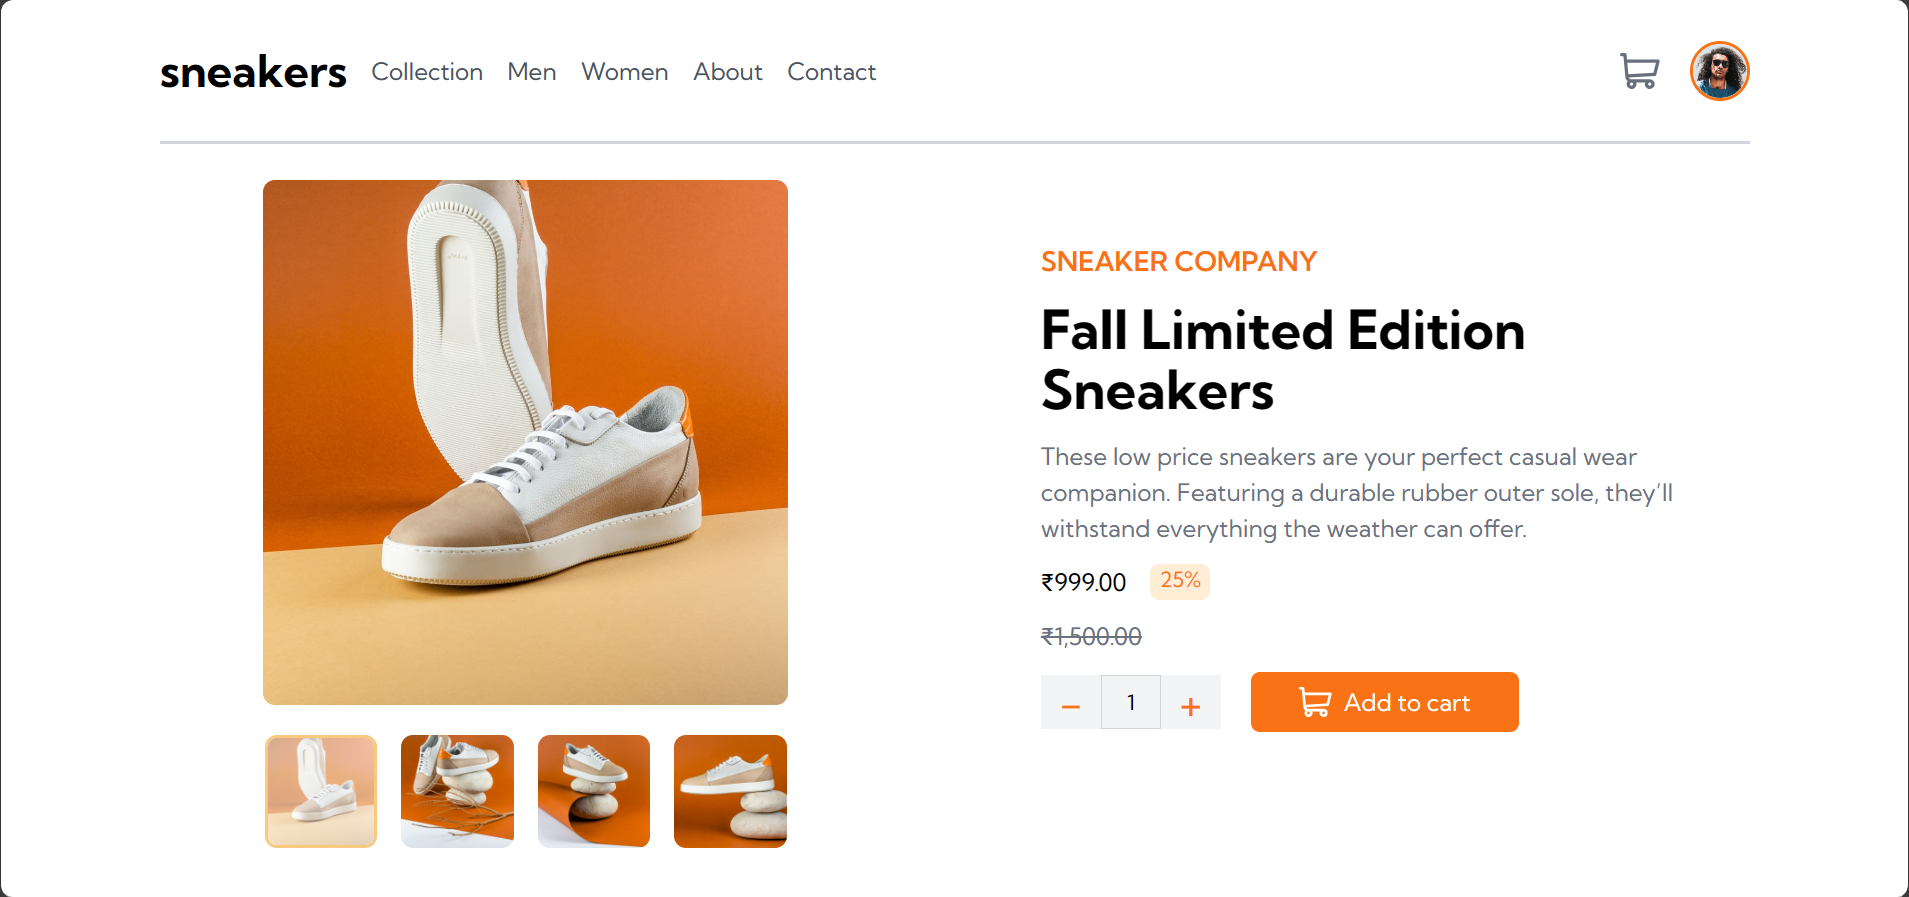 sneakers
Collection
Men
Women
About
Contact
SNEAKER COMPANY
Fall Limited Edition
Sneakers
These low price sneakers are your perfect casual wear
companion. Featuring a durable rubber outer sole, they’ll
withstand everything the weather can offer.
₹999.00
25%
₹1,500.00
−
1
+
Add to cart